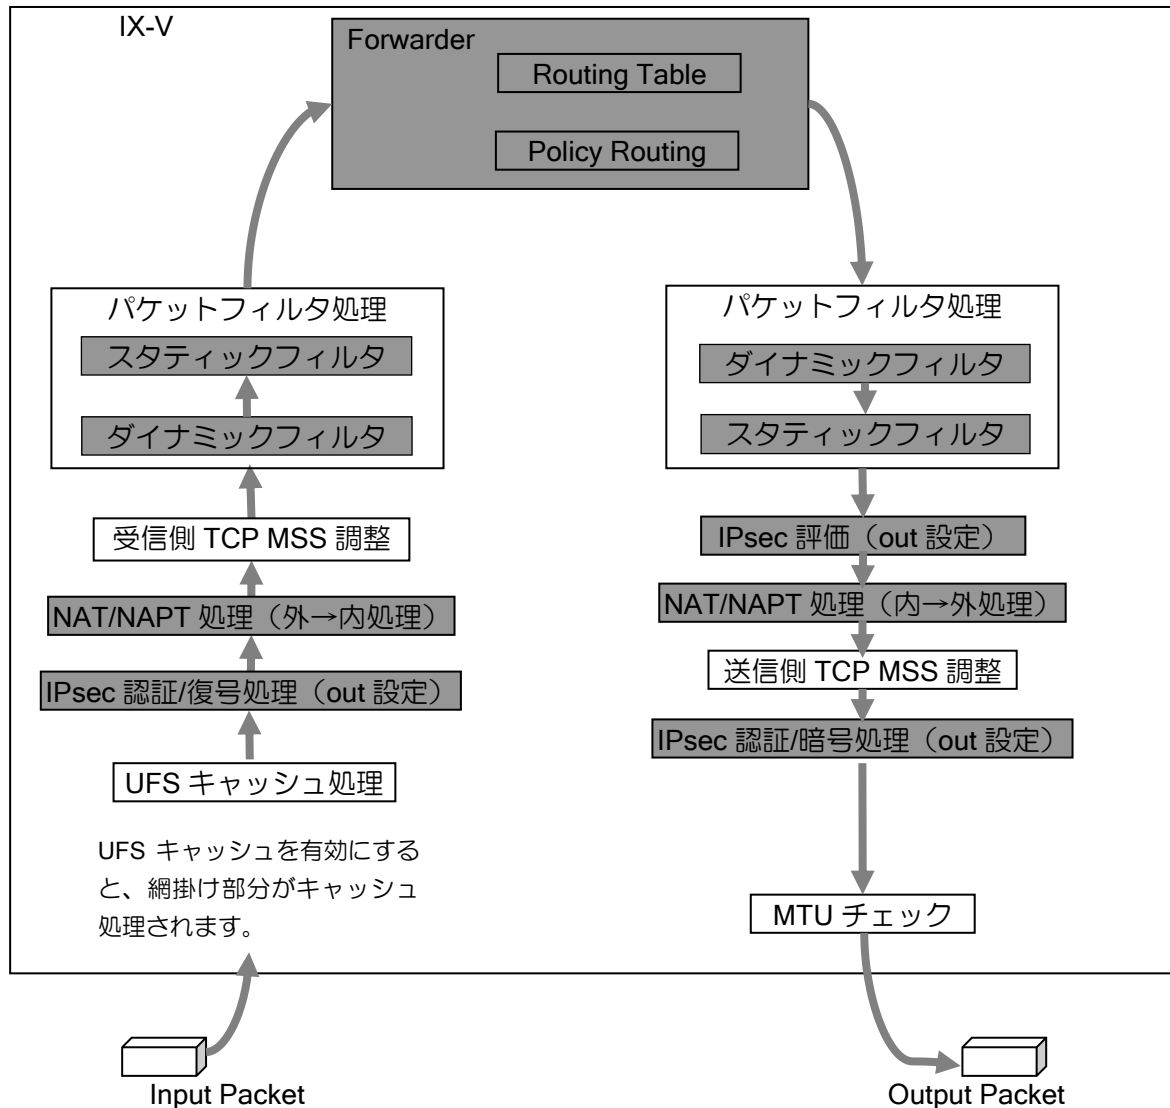 IX-V
Forwarder
Routing Table
Policy Routing
パケットフィルタ処理
スタティックフィルタ
ダイナミックフィルタ
受信側 TCP MSS 調整
NAT/NAPT 処理（外→内処理）
IPsec 認証/復号処理（out 設定）
UFS キャッシュ処理
UFS キャッシュを有効にする
と、網掛け部分がキャッシュ
処理されます。
Input Packet
パケットフィルタ処理
ダイナミックフィルタ
スタティックフィルタ
IPsec 評価（out 設定）
NAT/NAPT 処理（内→外処理）
送信側 TCP MSS 調整
IPsec 認証/暗号処理（out 設定）
MTU チェック
Output Packet